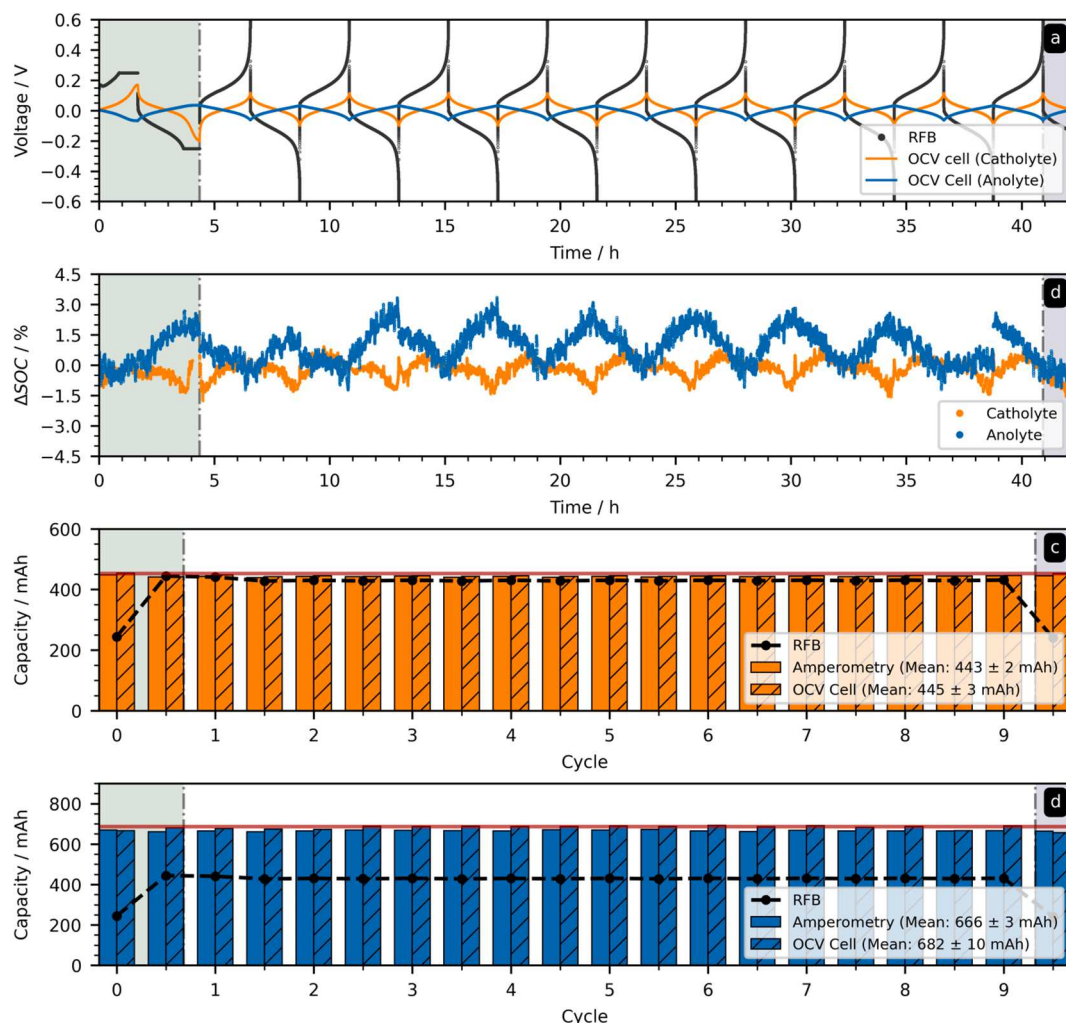 0.6
0.4
0.2
0.0
−0.2
−0.4
−0.6
Voltage / V
a
RFB
OCV cell (Catholyte)
OCV Cell (Anolyte)
0 5 10 15 20 25 30 35 40
Time / h
4.5
3.0
1.5
0.0
−1.5
−3.0
−4.5
ΔSOC / %
d
Catholyte
Anolyte
0 5 10 15 20 25 30 35 40
Time / h
600
400
200
0
Capacity / mAh
c
RFB
Amperometry (Mean: 443 ± 2 mAh)
OCV Cell (Mean: 445 ± 3 mAh)
0 1 2 3 4 5 6 7 8 9
Cycle
800
600
400
200
0
Capacity / mAh
d
RFB
Amperometry (Mean: 666 ± 3 mAh)
OCV Cell (Mean: 682 ± 10 mAh)
0 1 2 3 4 5 6 7 8 9
Cycle